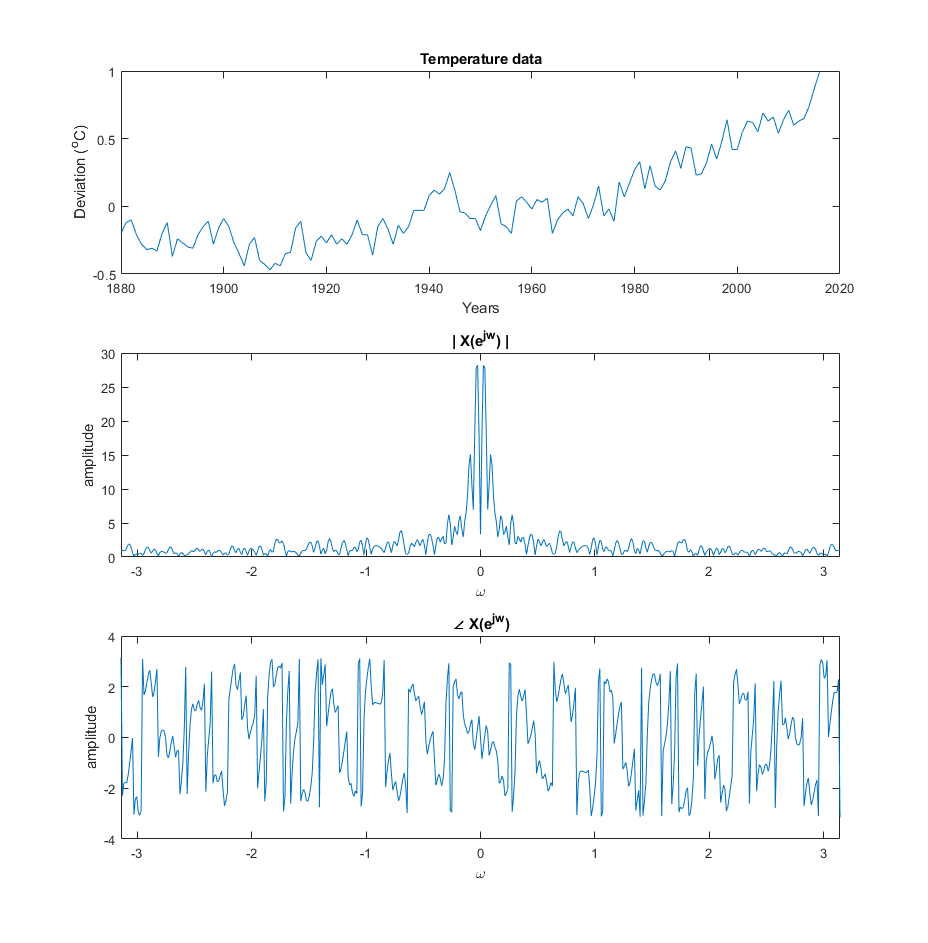 Temperature data
Deviation (°C)
1
0.5
0
-0.5
1880 1900 1920 1940 1960 1980 2000 2020
Years
| X(e^jw) |
amplitude
30
25
20
15
10
5
0
-3 -2 -1 0 1 2 3
ω
∠ X(e^jw)
amplitude
4
2
0
-2
-4
-3 -2 -1 0 1 2 3
ω